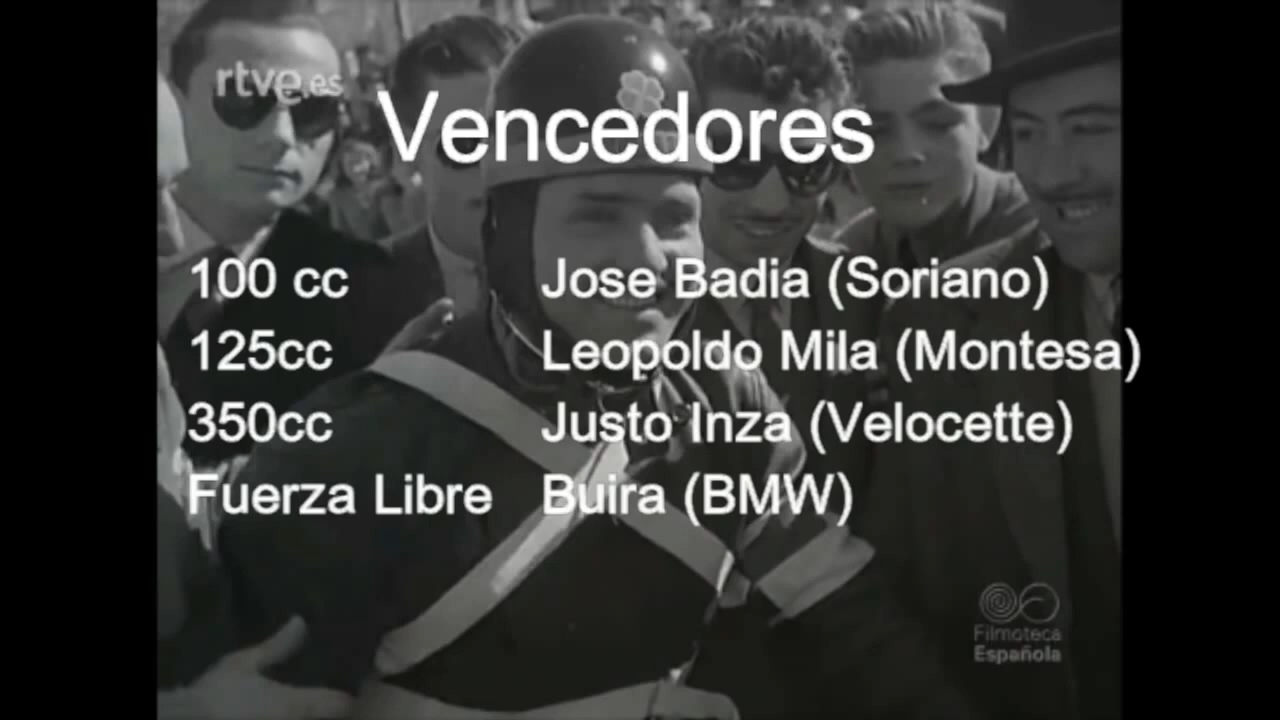 rtve.es
Vencedores
100 cc Jose Badia (Soriano)
125cc Leopoldo Mila (Montesa)
350cc Justo Inza (Velocette)
Fuerza Libre Buira (BMW)
Filmoteca
Española